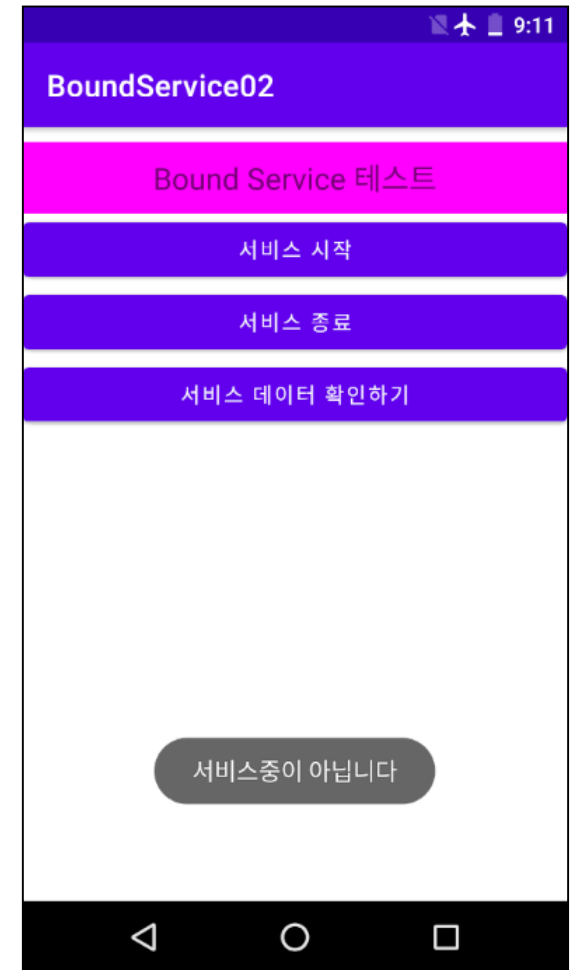 9:11
BoundService02
Bound Service 테스트
서비스 시작
서비스 종료
서비스 데이터 확인하기
서비스중이 아닙니다